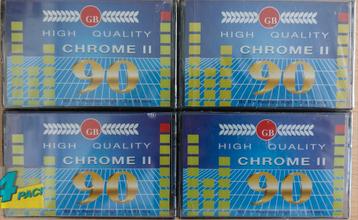 GB
HIGH QUALITY
CHROME II
90
GB
HIGH QUALITY
CHROME II
90
GB
HIGH QUALITY
CHROME II
90
4 PACK
GB
HIGH QUALITY
CHROME II
90